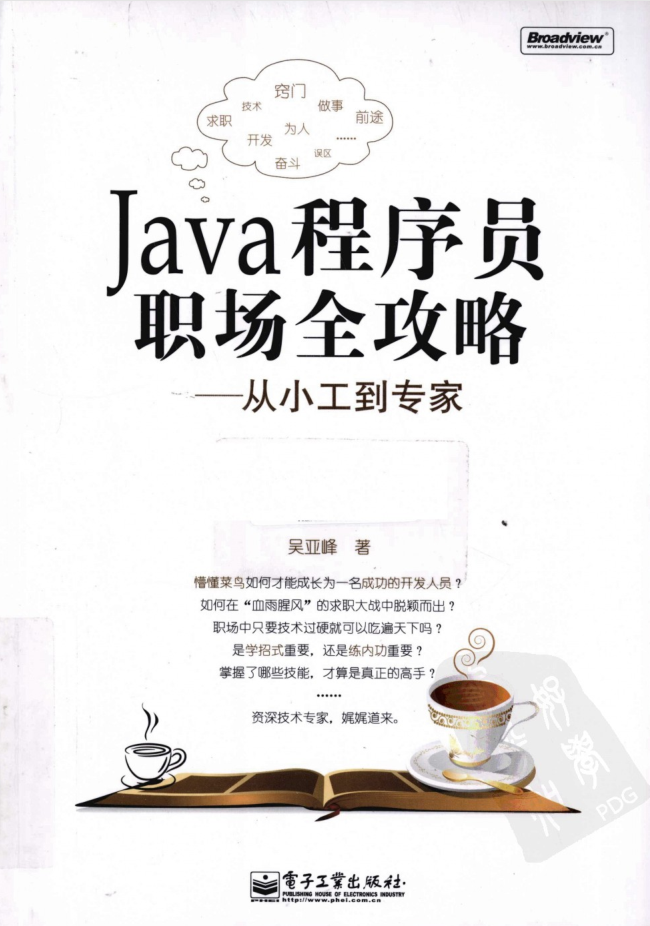 Broadview®
www.broadview.com.cn
窍门
技术
做事
求职
前途
为人
开发
……
误区
奋斗
Java程序员
职场全攻略
——从小工到专家
吴亚峰 著
懵懂菜鸟如何才能成长为一名成功的开发人员?
如何在“血雨腥风”的求职大战中脱颖而出?
职场中只要技术过硬就可以吃遍天下吗?
是学招式重要,还是练内功重要?
掌握了哪些技能,才算是真正的高手?
……
资深技术专家,娓娓道来。
PDG
電子工業出版社·
PUBLISHING HOUSE OF ELECTRONICS INDUSTRY
PHEI http://www.phei.com.cn